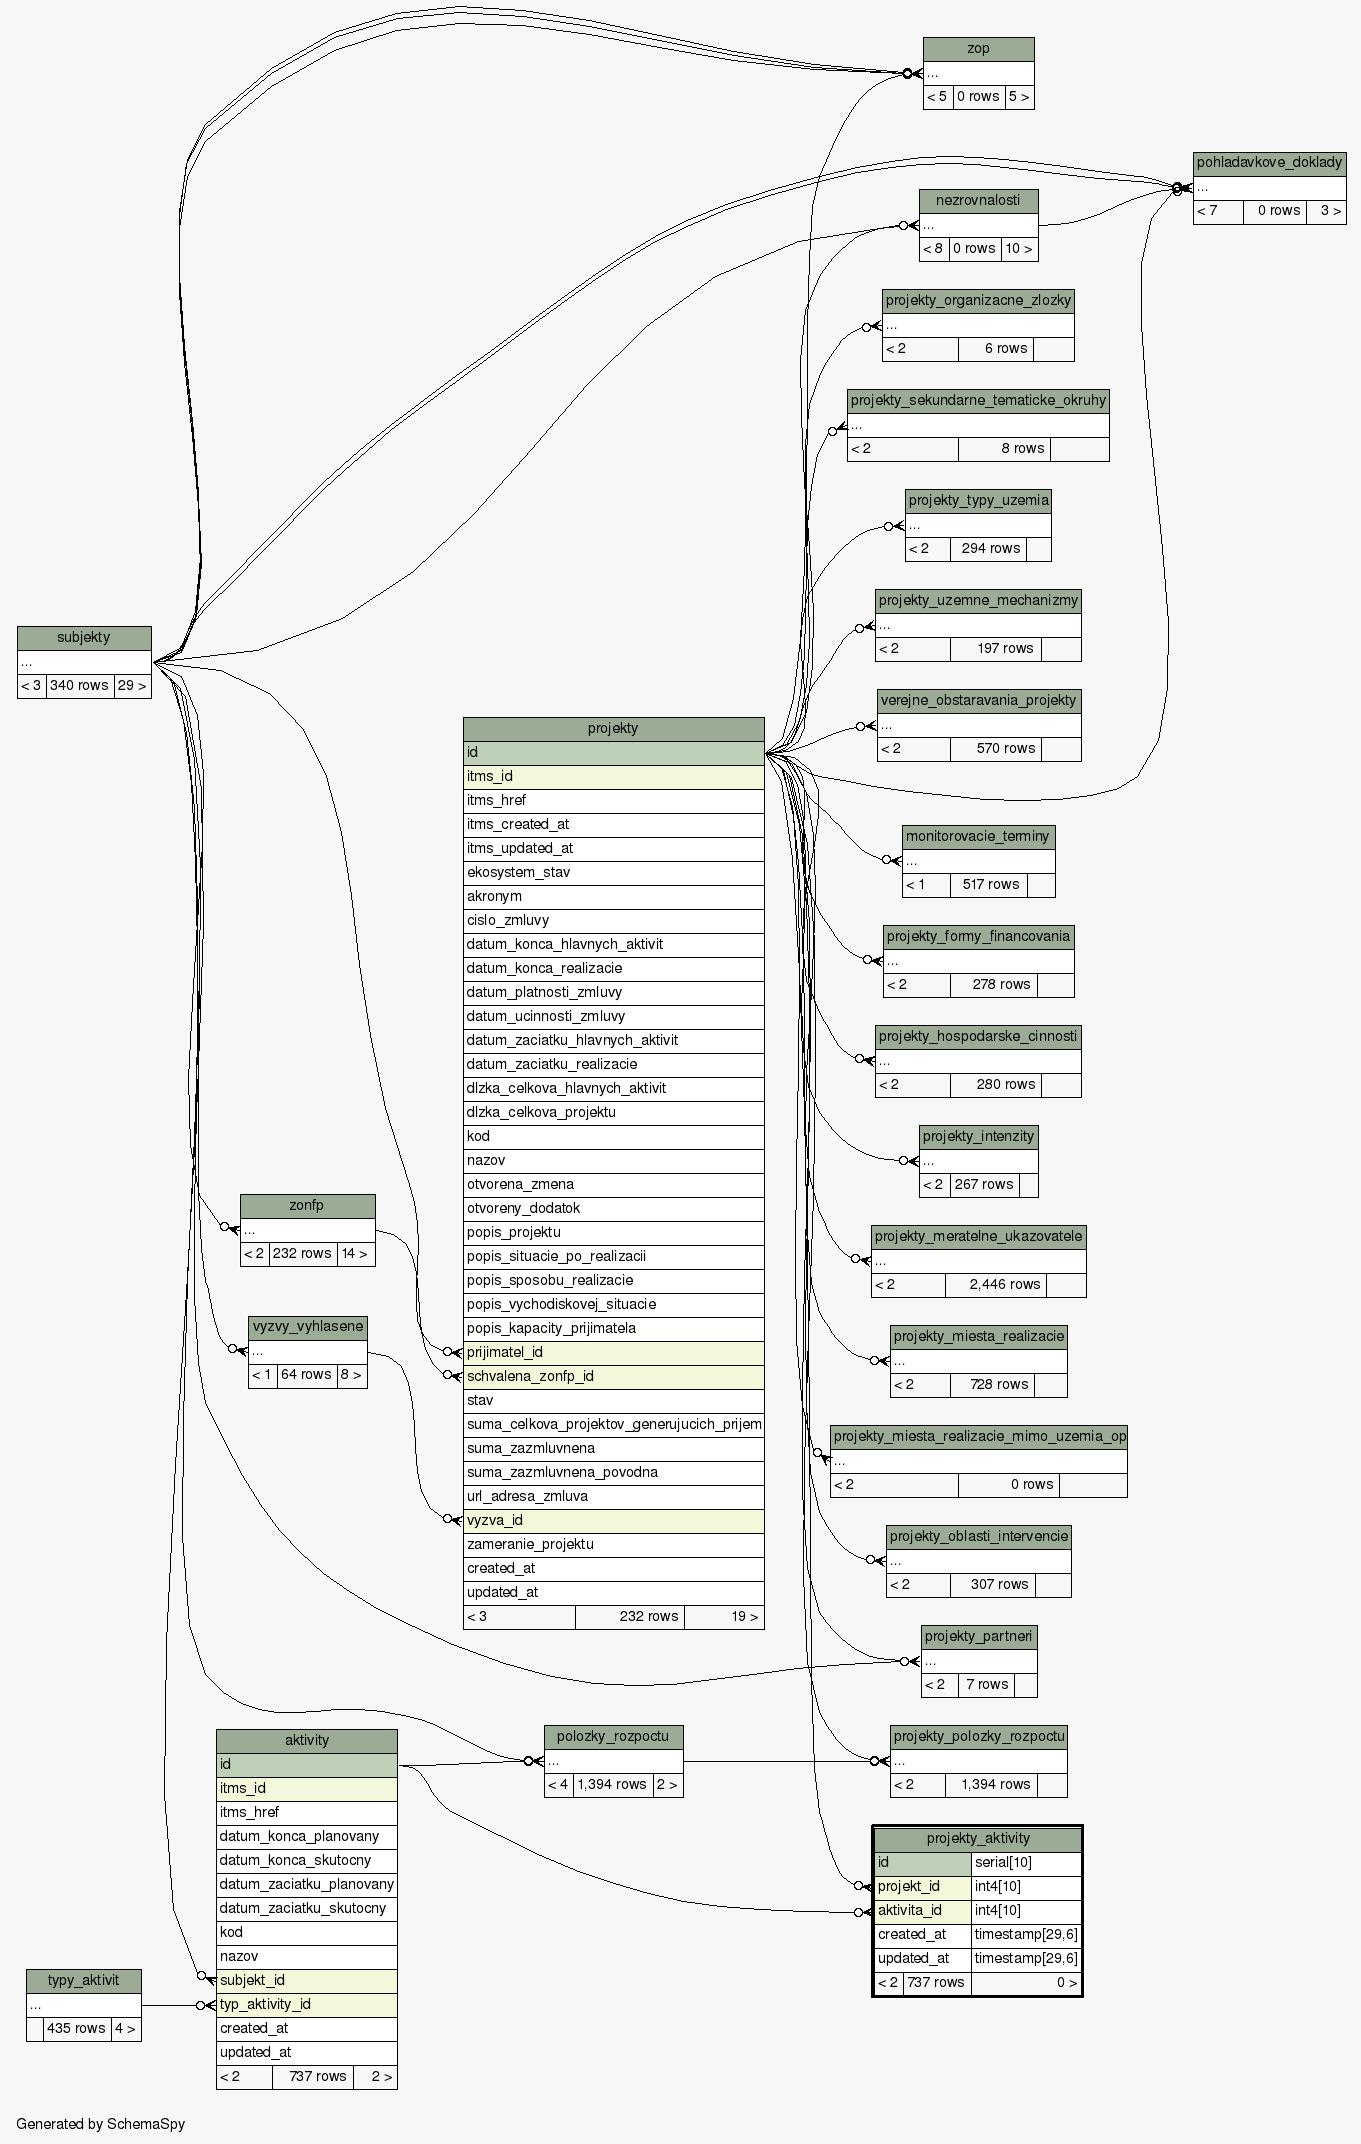 zop
...
< 5 0 rows 5 >
pohladavkove_doklady
...
< 7 0 rows 3 >
nezrovnalosti
...
< 8 0 rows 10 >
projekty_organizacne_zlozky
...
< 2 6 rows
projekty_sekundarne_tematicke_okruhy
...
< 2 8 rows
projekty_typy_uzemia
...
< 2 294 rows
projekty_uzemne_mechanizmy
...
< 2 197 rows
subjekty
...
< 3 340 rows 29 >
verejne_obstaravania_projekty
...
< 2 570 rows
projekty
id
itms_id
itms_href
itms_created_at
itms_updated_at
ekosystem_stav
akronym
cislo_zmluvy
datum_konca_hlavnych_aktivit
datum_konca_realizacie
datum_platnosti_zmluvy
datum_ucinnosti_zmluvy
datum_zaciatku_hlavnych_aktivit
datum_zaciatku_realizacie
dlzka_celkova_hlavnych_aktivit
dlzka_celkova_projektu
kod
nazov
otvorena_zmena
otvoreny_dodatok
popis_projektu
popis_situacie_po_realizacii
popis_sposobu_realizacie
popis_vychodiskovej_situacie
popis_kapacity_prijimatela
prijimatel_id
schvalena_zonfp_id
stav
suma_celkova_projektov_generujucich_prijem
suma_zazmluvnena
suma_zazmluvnena_povodna
url_adresa_zmluva
vyzva_id
zameranie_projektu
created_at
updated_at
< 3 232 rows 19 >
monitorovacie_terminy
...
< 1 517 rows
projekty_formy_financovania
...
< 2 278 rows
projekty_hospodarske_cinnosti
...
< 2 280 rows
projekty_intenzity
...
< 2 267 rows
zonfp
...
< 2 232 rows 14 >
projekty_meratelne_ukazovatele
...
< 2 2,446 rows
vyzvy_vyhlasene
...
< 1 64 rows 8 >
projekty_miesta_realizacie
...
< 2 728 rows
projekty_miesta_realizacie_mimo_uzemia_op
...
< 2 0 rows
projekty_oblasti_intervencie
...
< 2 307 rows
projekty_partneri
...
< 2 7 rows
polozky_rozpoctu
...
< 4 1,394 rows 2 >
projekty_polozky_rozpoctu
...
< 2 1,394 rows
aktivity
id
itms_id
itms_href
datum_konca_planovany
datum_konca_skutocny
datum_zaciatku_planovany
datum_zaciatku_skutocny
kod
nazov
subjekt_id
typ_aktivity_id
created_at
updated_at
< 2 737 rows 2 >
projekty_aktivity
id serial[10]
projekt_id int4[10]
aktivita_id int4[10]
created_at timestamp[29,6]
updated_at timestamp[29,6]
< 2 737 rows 0 >
typy_aktivit
...
435 rows 4 >
Generated by SchemaSpy